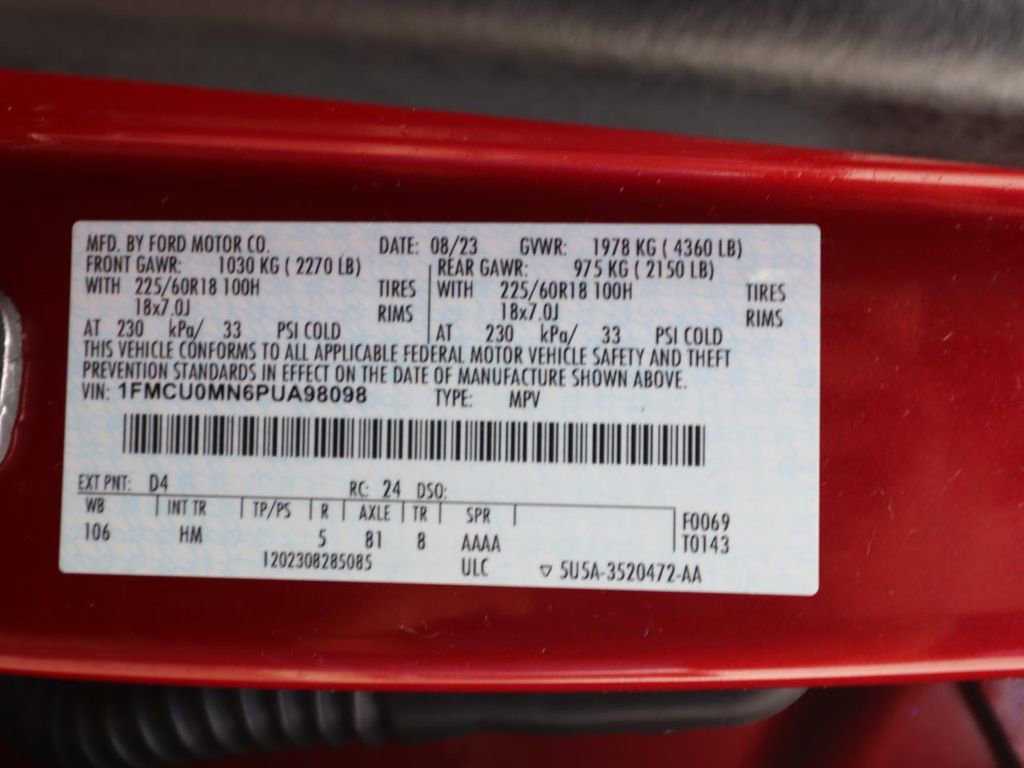 MFD. BY FORD MOTOR CO. DATE: 08/23 GVWR: 1978 KG ( 4360 LB)
FRONT GAWR: 1030 KG ( 2270 LB) REAR GAWR: 975 KG ( 2150 LB)
WITH 225/60R18 100H TIRES WITH 225/60R18 100H TIRES
18x7.0J RIMS 18x7.0J RIMS
AT 230 kPa/ 33 PSI COLD AT 230 kPa/ 33 PSI COLD
THIS VEHICLE CONFORMS TO ALL APPLICABLE FEDERAL MOTOR VEHICLE SAFETY AND THEFT
PREVENTION STANDARDS IN EFFECT ON THE DATE OF MANUFACTURE SHOWN ABOVE.
VIN: 1FMCU0MN6PUA98098 TYPE: MPV
EXT PNT: D4 RC: 24 DSO:
WB INT TR TP/PS R AXLE TR SPR F0069
106 HM 5 81 8 AAAA T0143
1202308285085 ULC ▽ 5U5A-3520472-AA